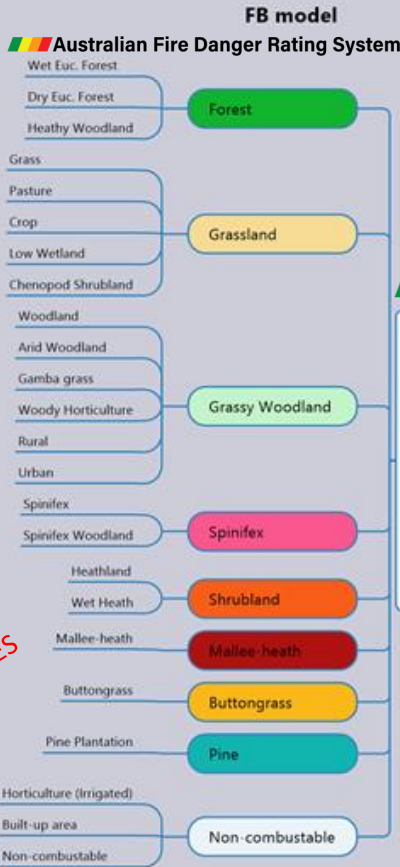 FB model
Australian Fire Danger Rating System
Wet Euc. Forest
Dry Euc. Forest
Heathy Woodland
Forest
Grass
Pasture
Crop
Low Wetland
Chenopod Shrubland
Grassland
Woodland
Arid Woodland
Gamba grass
Woody Horticulture
Rural
Urban
Grassy Woodland
Spinifex
Spinifex Woodland
Spinifex
Heathland
Wet Heath
Shrubland
Mallee-heath
Mallee-heath
Buttongrass
Buttongrass
Pine Plantation
Pine
Horticulture (Irrigated)
Built-up area
Non-combustable
Non-combustable